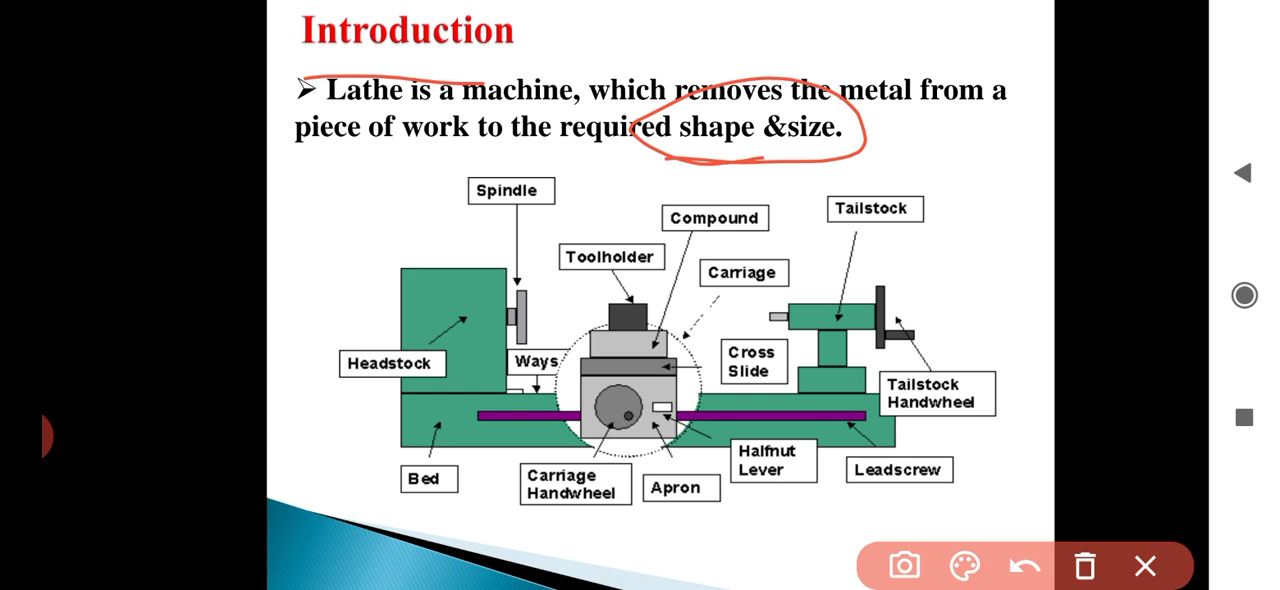 Introduction
➢ Lathe is a machine, which removes the metal from a
piece of work to the required shape &size.
Spindle
Compound
Tailstock
Toolholder
Carriage
Headstock
Ways
Cross
Slide
Tailstock
Handwheel
Bed
Carriage
Handwheel
Apron
Halfnut
Lever
Leadscrew